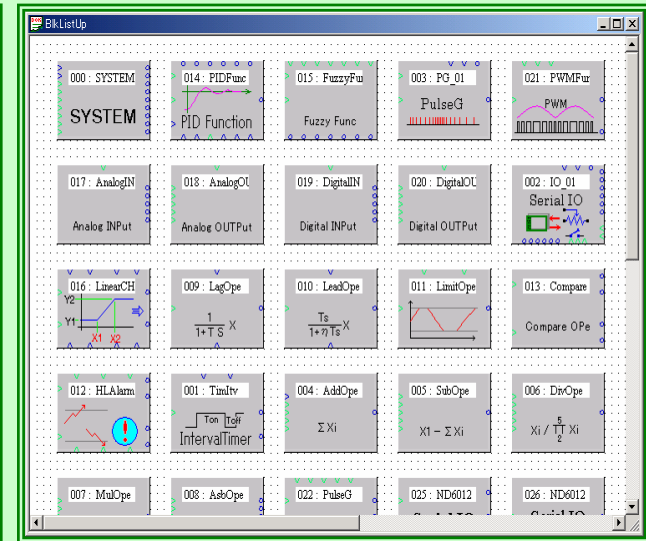 BlkListUp
000 : SYSTEM
SYSTEM
014 : PIDFunc
PID Function
015 : FuzzyFu
Fuzzy Func
003 : PG_01
PulseG
021 : PWMFur
PWM
017 : AnalogIN
Analog INPut
018 : AnalogOU
Analog OUTPut
019 : DigitalIN
Digital INPut
020 : DigitalOU
Digital OUTPut
002 : IO_01
Serial IO
016 : LinearCH
Y2
Y1
X1 X2
009 : LagOpe
1
1+T S X
010 : LeadOpe
Ts
1+η Ts X
011 : LimitOpe
013 : Compare
Compare OPe
012 : HLAlarm
!
001 : TimItv
Ton Toff
IntervalTimer
004 : AddOpe
Σ Xi
005 : SubOpe
X1 − Σ Xi
006 : DivOpe
5
Xi / Π Xi
2
007 : MulOpe
008 : AsbOpe
022 : PulseG
025 : ND6012
026 : ND6012